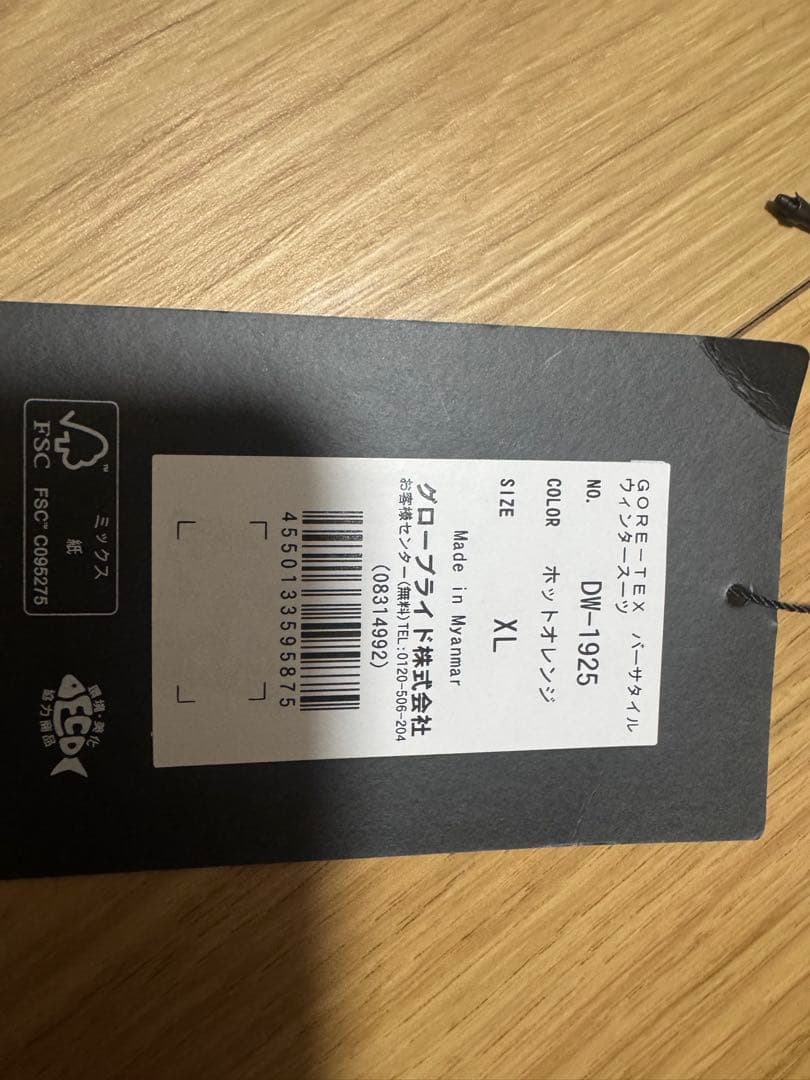 GORE-TEX バーサタイル
ウィンタースーツ
NO. DW-1925
COLOR ホットオレンジ
SIZE XL
Made in Myanmar
グローブライド株式会社
お客様センター(無料)TEL:0120-506-204
(08314992)
4550133595875
ミックス
紙
FSC™ C095275
FSC
環境・美化
ECO
協力商品